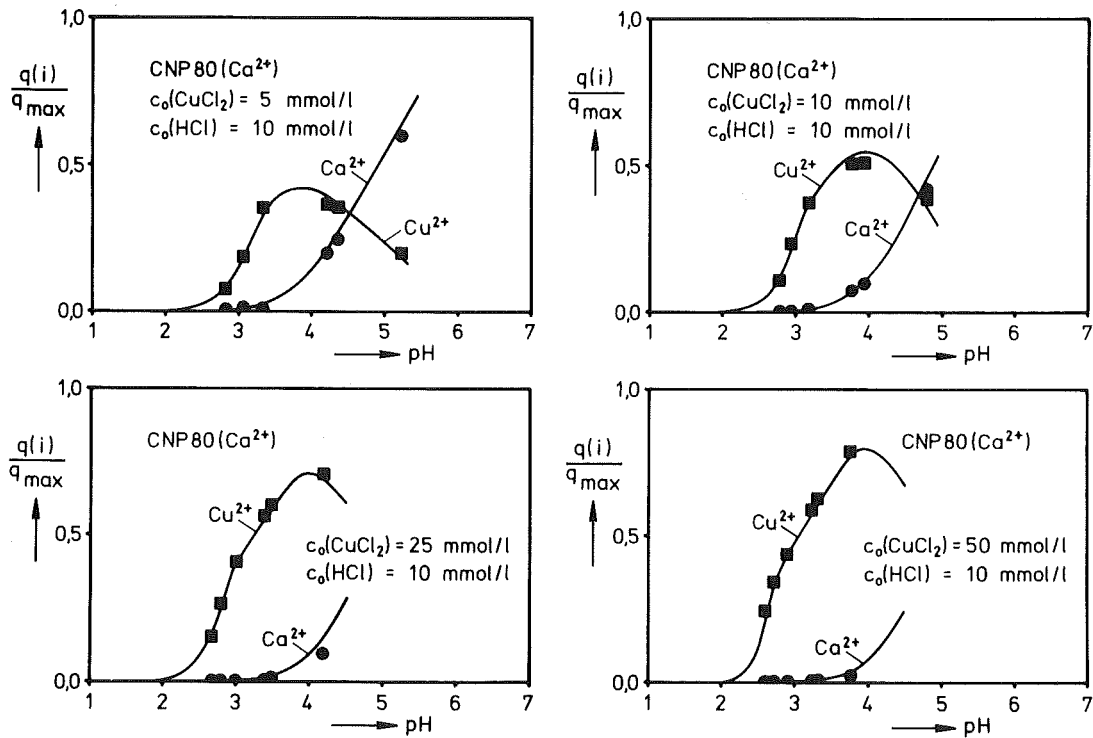 1,0
q(i)
q max
0,5
0,0
CNP 80 (Ca²⁺)
c₀(CuCl₂) = 5 mmol/l
c₀(HCl) = 10 mmol/l
Ca²⁺
Cu²⁺
1 2 3 4 5 6 7
pH
1,0
q(i)
q max
0,5
0,0
CNP 80 (Ca²⁺)
c₀(CuCl₂) = 10 mmol/l
c₀(HCl) = 10 mmol/l
Cu²⁺
Ca²⁺
1 2 3 4 5 6 7
pH
1,0
q(i)
q max
0,5
0,0
CNP 80 (Ca²⁺)
Cu²⁺
c₀(CuCl₂) = 25 mmol/l
c₀(HCl) = 10 mmol/l
Ca²⁺
1 2 3 4 5 6 7
pH
1,0
q(i)
q max
0,5
0,0
CNP 80 (Ca²⁺)
Cu²⁺
c₀(CuCl₂) = 50 mmol/l
c₀(HCl) = 10 mmol/l
Ca²⁺
1 2 3 4 5 6 7
pH